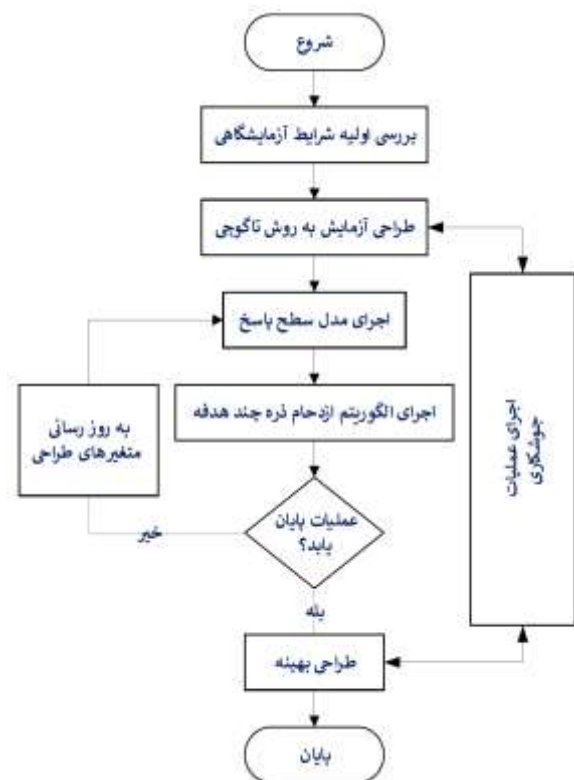 شروع
بررسی اولیه شرایط آزمایشگاهی
طراحی آزمایش به روش تاگوچی
اجرای مدل سطح پاسخ
اجرای الگوریتم ازدحام ذره چند هدفه
به روز رسانی
متغیرهای طراحی
اجرای عملیات
جوشکاری
عملیات پایان
یابد؟
خیر
بله
طراحی بهینه
پایان